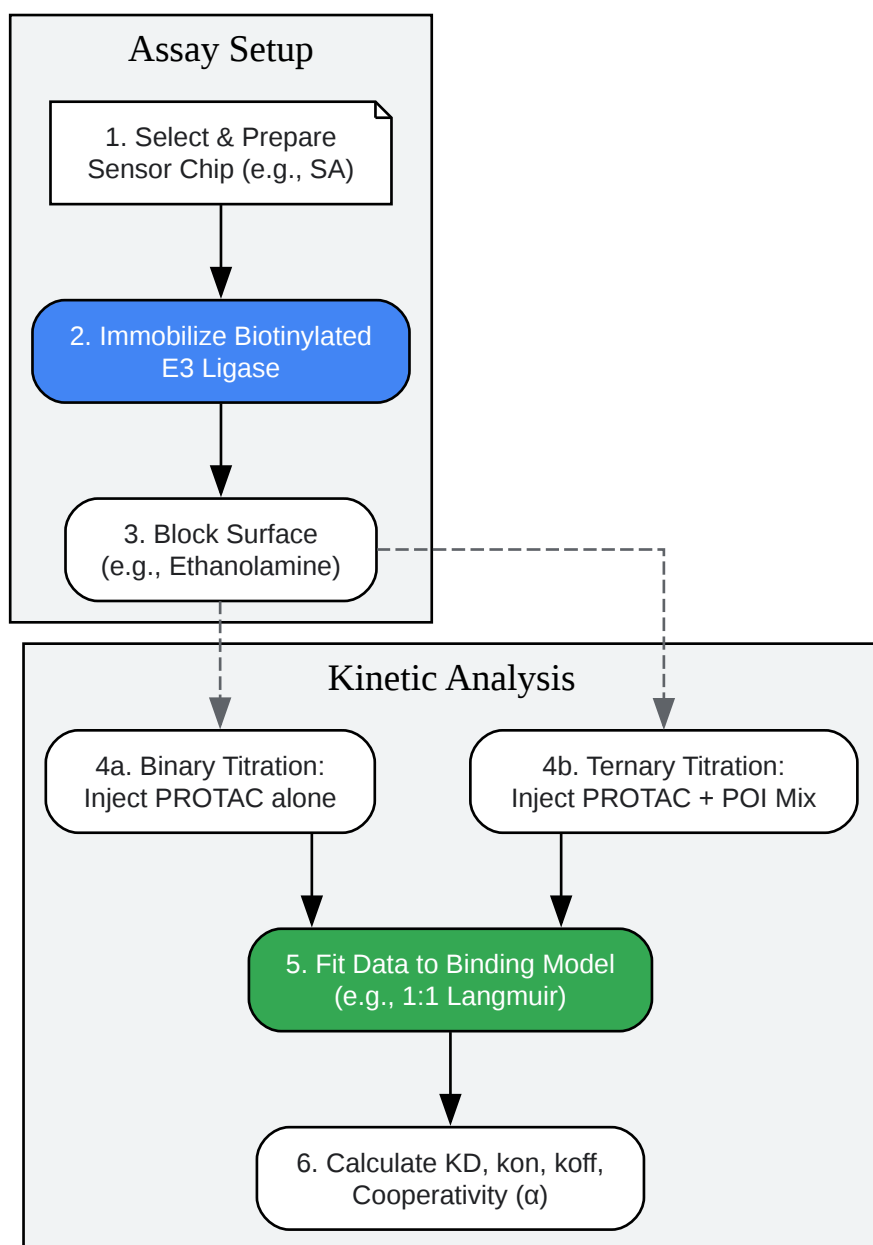 Assay Setup
1. Select & Prepare
Sensor Chip (e.g., SA)
2. Immobilize Biotinylated
E3 Ligase
3. Block Surface
(e.g., Ethanolamine)
Kinetic Analysis
4a. Binary Titration:
Inject PROTAC alone
4b. Ternary Titration:
Inject PROTAC + POI Mix
5. Fit Data to Binding Model
(e.g., 1:1 Langmuir)
6. Calculate KD, kon, koff,
Cooperativity (α)